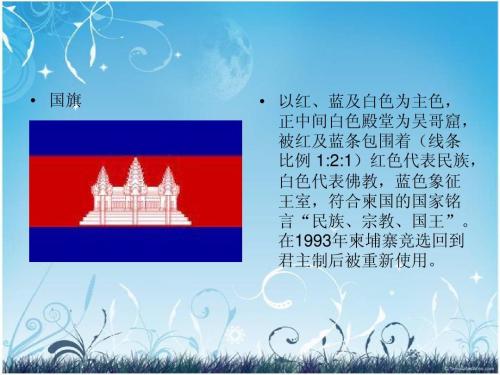 • 国旗
• 以红、蓝及白色为主色，
正中间白色殿堂为吴哥窟，
被红及蓝条包围着（线条
比例 1:2:1）红色代表民族，
白色代表佛教，蓝色象征
王室，符合柬国的国家铭
言“民族、宗教、国王”。
在1993年柬埔寨竞选回到
君主制后被重新使用。